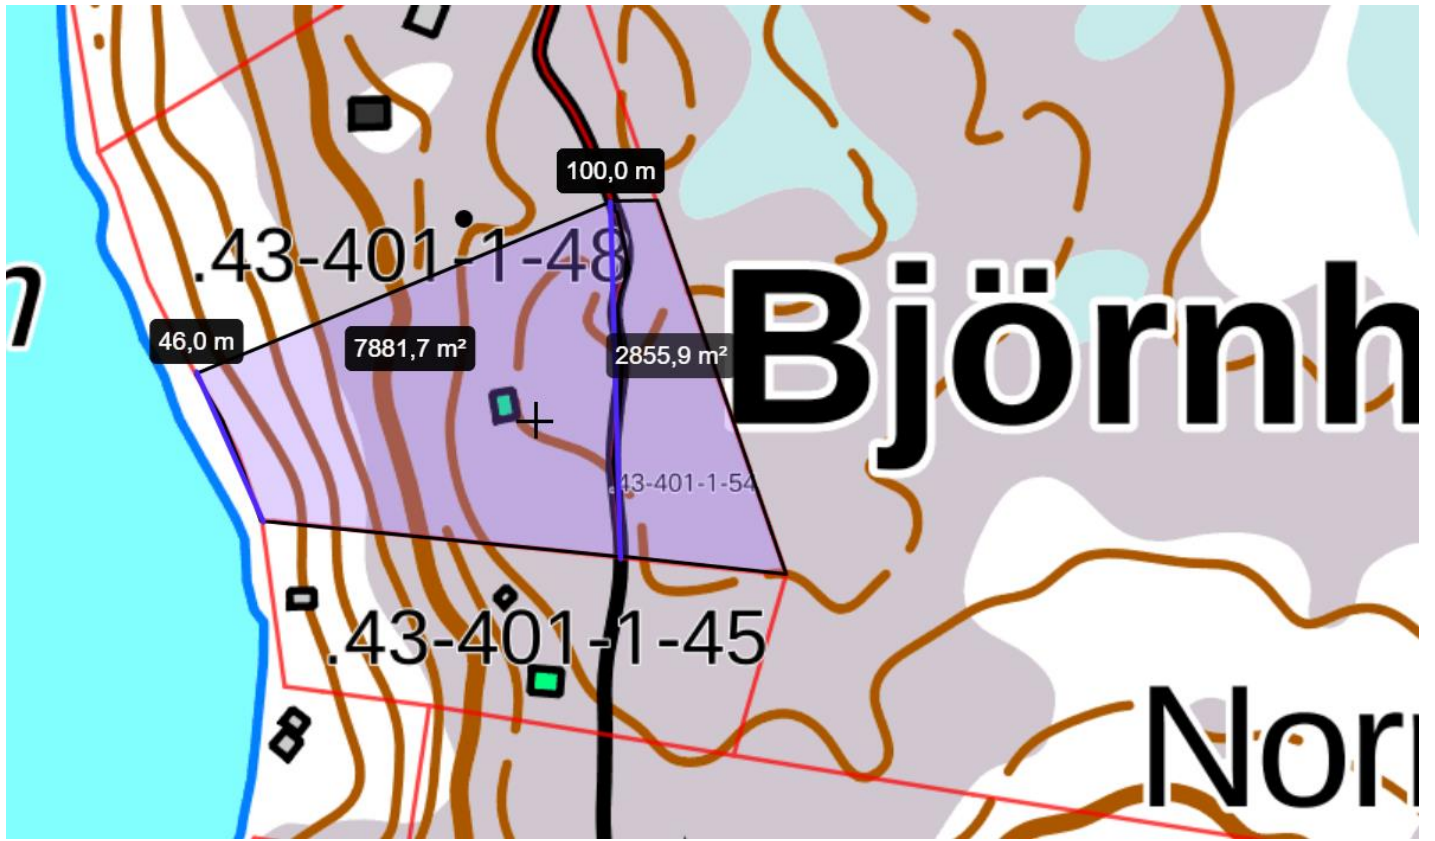 100,0 m
.43-401-1-48
Björnh
46,0 m
7881,7 m²
2855,9 m²
.43-401-1-54
.43-401-1-45
Nor